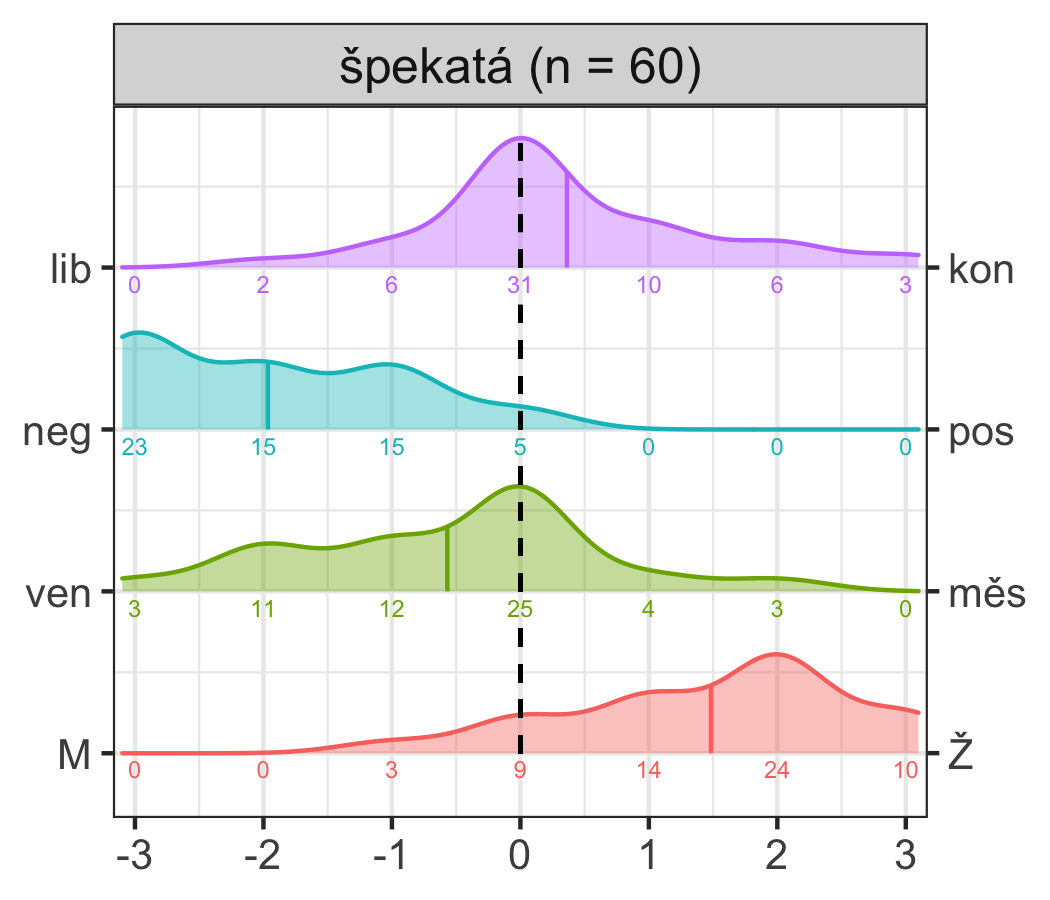 špekatá (n = 60)
lib kon
0 2 6 31 10 6 3
neg pos
23 15 15 5 0 0 0
ven měs
3 11 12 25 4 3 0
M Ž
0 0 3 9 14 24 10
-3 -2 -1 0 1 2 3